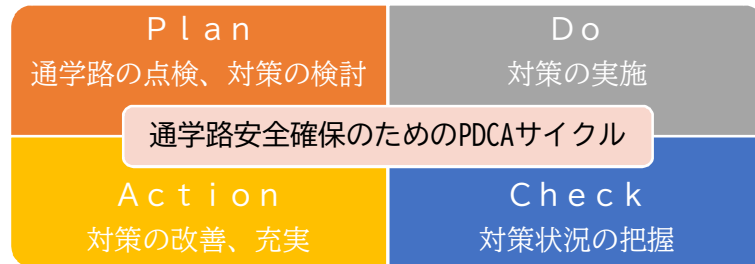 Ｐｌａｎ
通学路の点検、対策の検討
Ｄｏ
対策の実施
通学路安全確保のためのPDCAサイクル
Ａｃｔｉｏｎ
対策の改善、充実
Ｃｈｅｃｋ
対策状況の把握